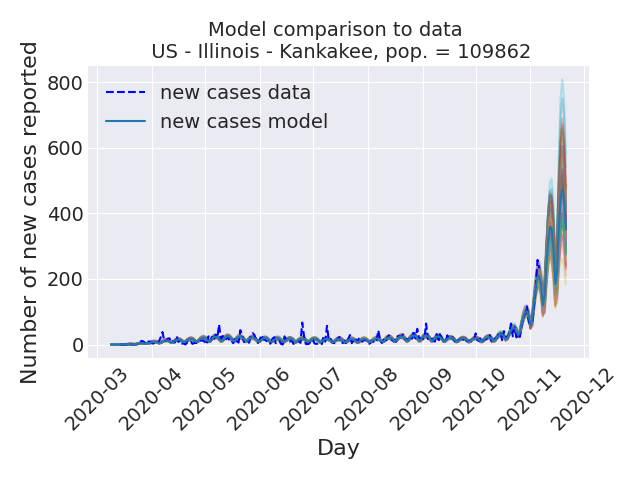 Model comparison to data
US - Illinois - Kankakee, pop. = 109862
Number of new cases reported
800
600
400
200
0
new cases data
new cases model
2020-03
2020-04
2020-05
2020-06
2020-07
2020-08
2020-09
2020-10
2020-11
2020-12
Day